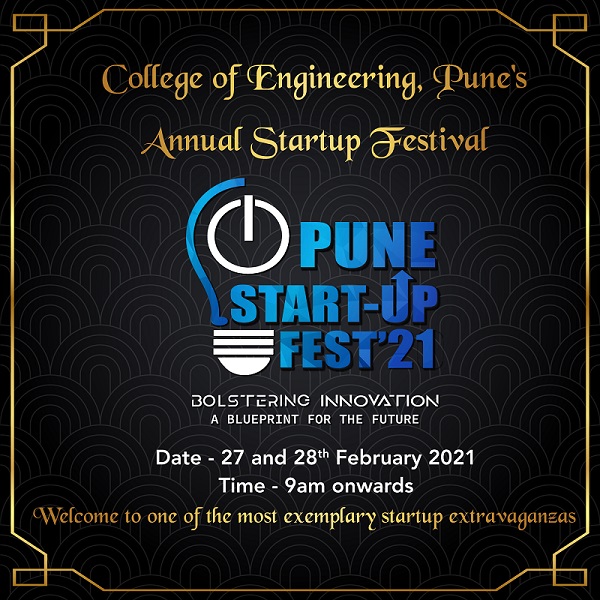 College of Engineering, Pune's
Annual Startup Festival
PUNE
START-UP
FEST'21
BOLSTERING INNOVATION
A BLUEPRINT FOR THE FUTURE
Date - 27 and 28th February 2021
Time - 9am onwards
Welcome to one of the most exemplary startup extravaganzas